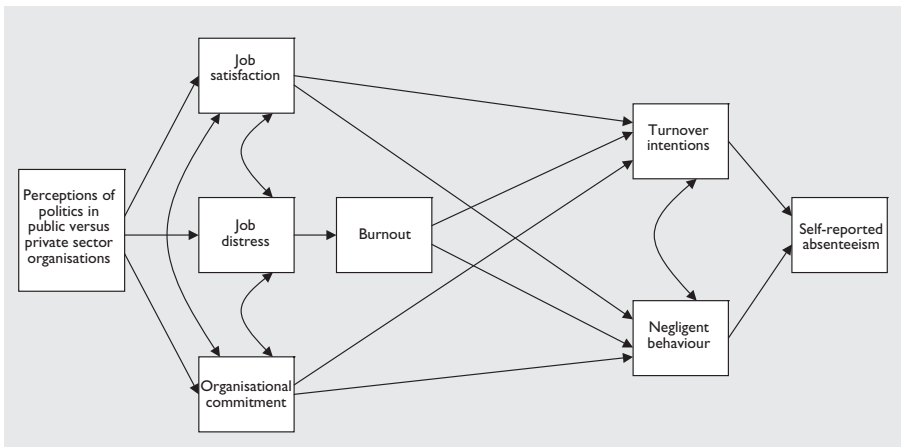 Perceptions of
politics in
public versus
private sector
organisations
Job
satisfaction
Job
distress
Organisational
commitment
Burnout
Turnover
intentions
Negligent
behaviour
Self-reported
absenteeism